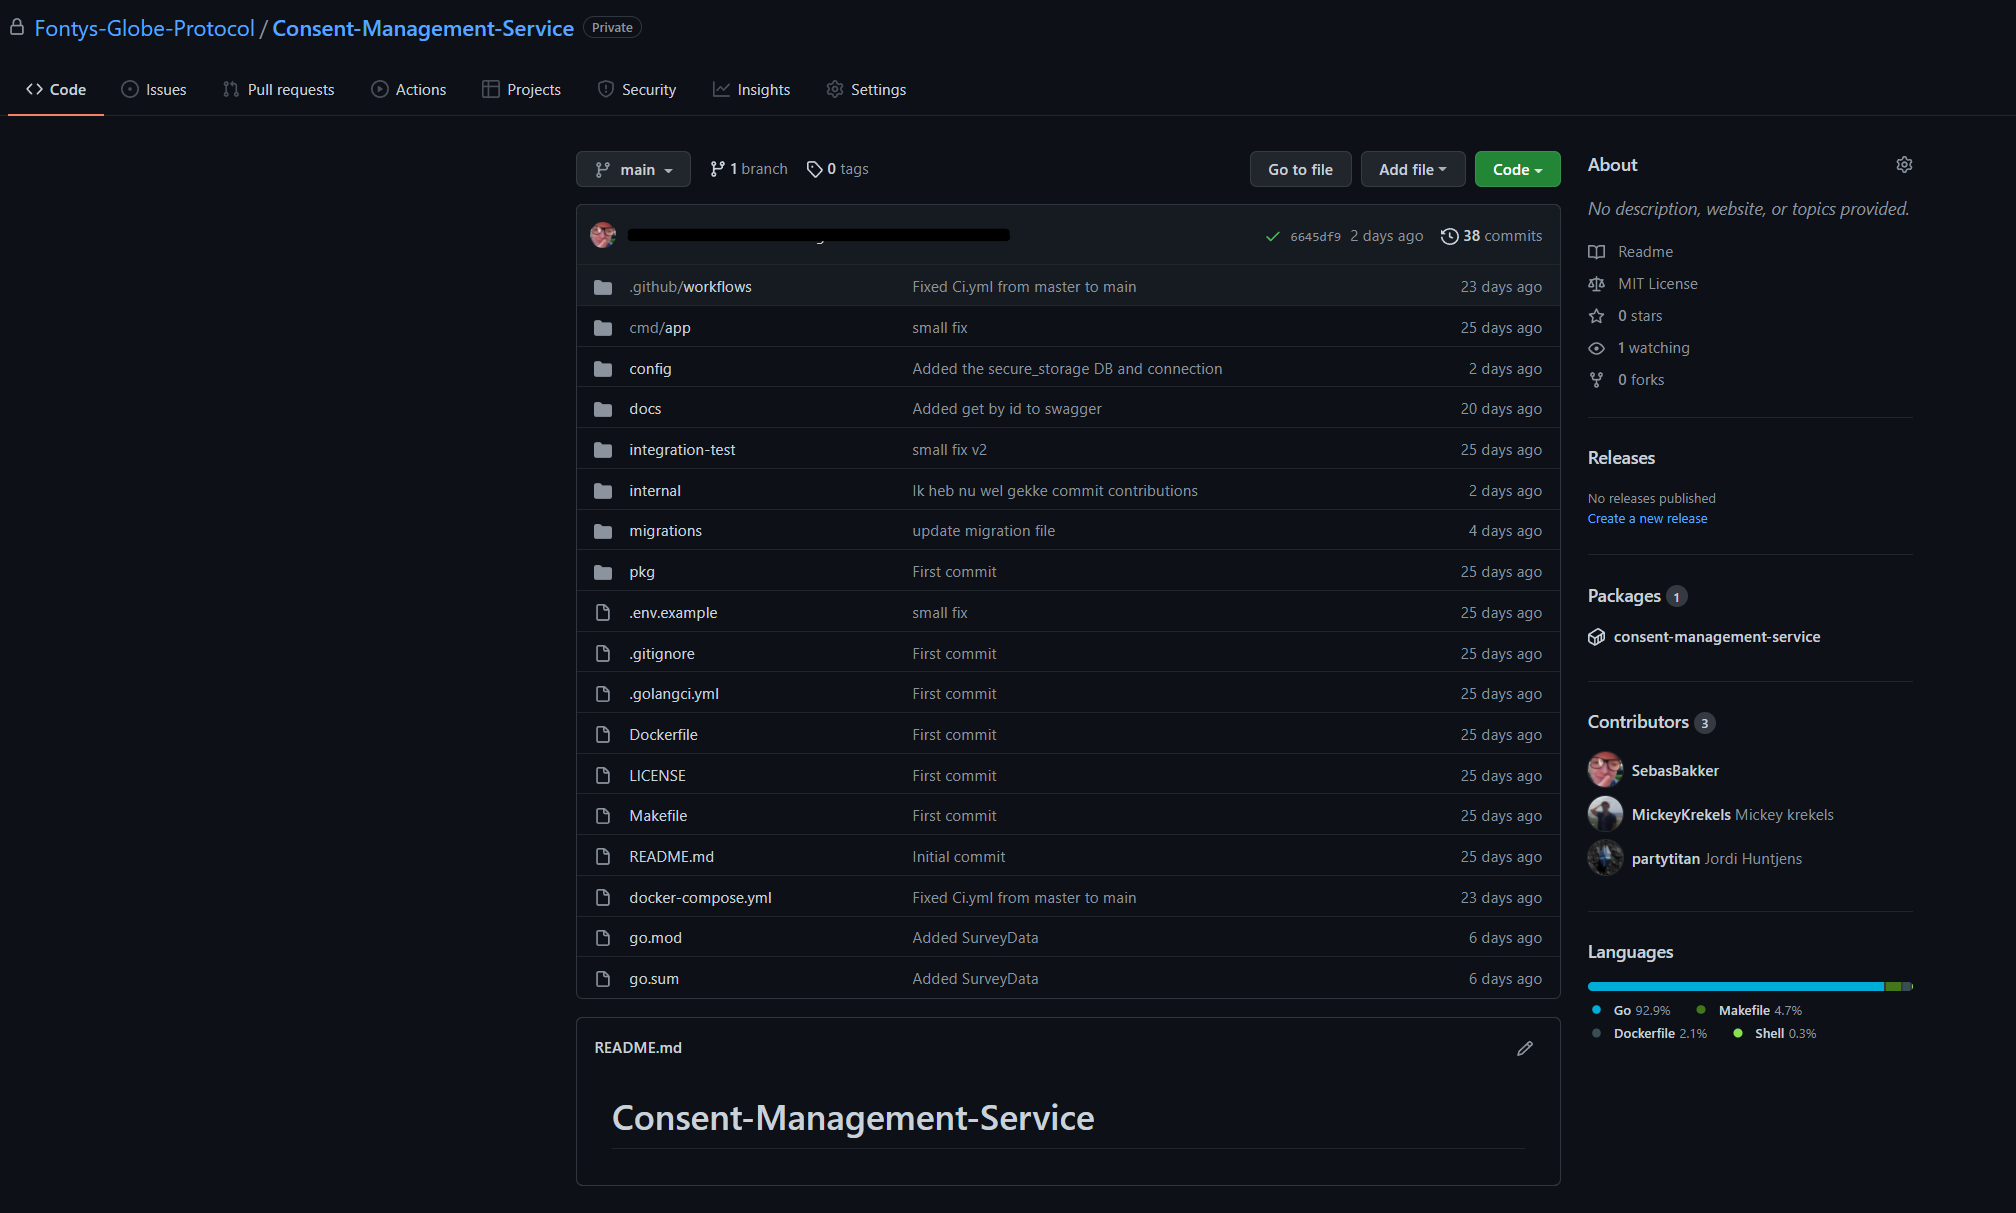 Fontys-Globe-Protocol / Consent-Management-Service Private
Code Issues Pull requests Actions Projects Security Insights Settings
main 1 branch 0 tags Go to file Add file Code
6645df9 2 days ago 38 commits
.github/workflows Fixed Ci.yml from master to main 23 days ago
cmd/app small fix 25 days ago
config Added the secure_storage DB and connection 2 days ago
docs Added get by id to swagger 20 days ago
integration-test small fix v2 25 days ago
internal Ik heb nu wel gekke commit contributions 2 days ago
migrations update migration file 4 days ago
pkg First commit 25 days ago
.env.example small fix 25 days ago
.gitignore First commit 25 days ago
.golangci.yml First commit 25 days ago
Dockerfile First commit 25 days ago
LICENSE First commit 25 days ago
Makefile First commit 25 days ago
README.md Initial commit 25 days ago
docker-compose.yml Fixed Ci.yml from master to main 23 days ago
go.mod Added SurveyData 6 days ago
go.sum Added SurveyData 6 days ago
README.md
Consent-Management-Service
About
No description, website, or topics provided.
Readme
MIT License
0 stars
1 watching
0 forks
Releases
No releases published
Create a new release
Packages 1
consent-management-service
Contributors 3
SebasBakker
MickeyKrekels Mickey krekels
partytitan Jordi Huntjens
Languages
Go 92.9% Makefile 4.7%
Dockerfile 2.1% Shell 0.3%